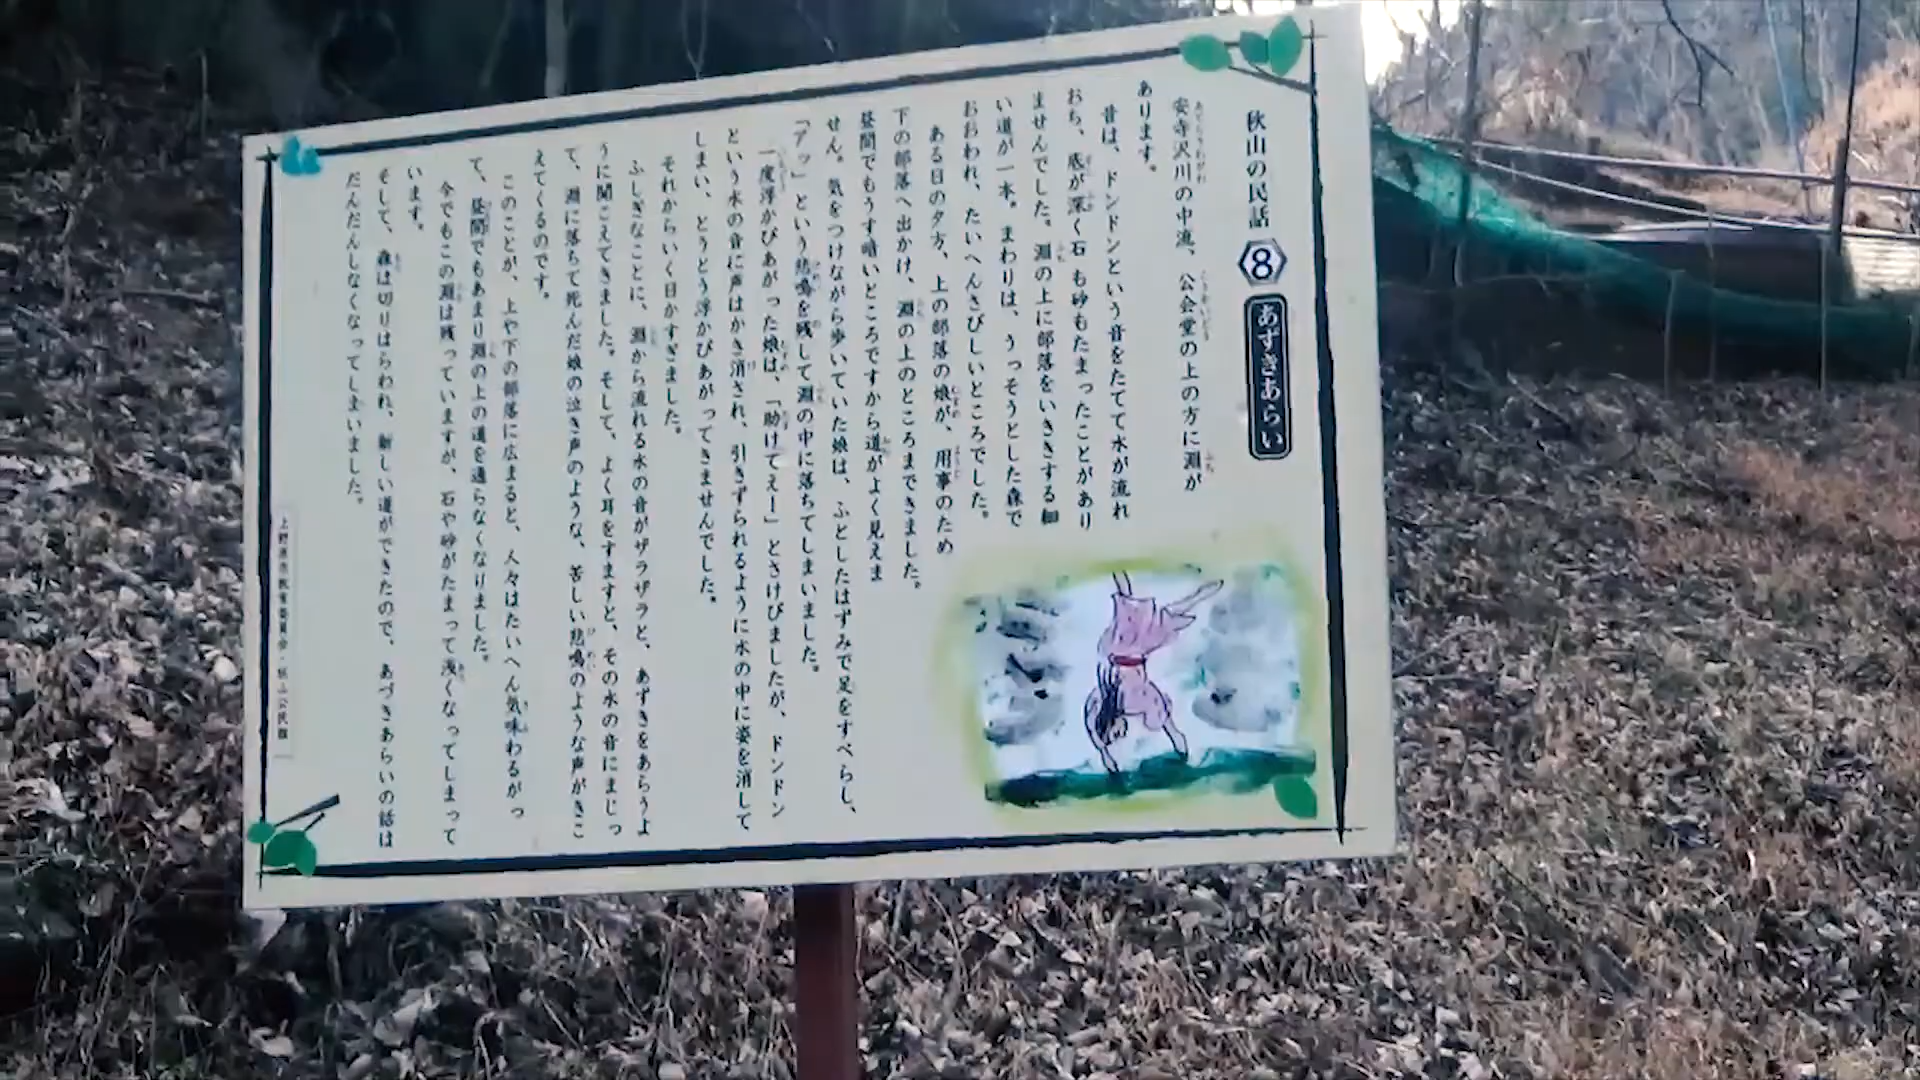 秋山の民話 8 あずきあらい
安寺沢川の中流、公会堂の上の方に淵が
あります。
昔は、ドンドンという音をたてて水が流れ
おち、底が深く石も砂もたまったことがあり
ませんでした。淵の上に部落をいききする細
い道が一本。まわりは、うっそうとした森で
おおわれ、たいへんさびしいところでした。
ある日の夕方、上の部落の娘が、用事のため
下の部落へ出かけ、淵の上のところまできました。
昼間でもうす暗いところですから道がよく見えま
せん。気をつけながら歩いていた娘は、ふとしたはずみで足をすべらし、
「アッ」という悲鳴を残して淵の中に落ちてしまいました。
一度浮かびあがった娘は、「助けてえー」とさけびましたが、ドンドン
という水の音に声はかき消され、引きずられるように水の中に姿を消して
しまい、とうとう浮かびあがってきませんでした。
それからいく日かすぎました。
ふしぎなことに、淵から流れる水の音がザラザラと、あずきをあらうよ
うに聞こえてきました。そして、よく耳をすますと、その水の音にまじっ
て、淵に落ちて死んだ娘の泣き声のような、苦しい悲鳴のような声がきこ
えてくるのです。
このことが、上や下の部落に広まると、人々はたいへん気味わるがっ
て、昼間でもあまり淵の上の道を通らなくなりました。
今でもこの淵は残っていますが、石や砂がたまって浅くなってしまって
います。
そして、森は切りはらわれ、新しい道ができたので、あづきあらいの話は
だんだんしなくなってしまいました。
上野原市教育委員会・秋山公民館